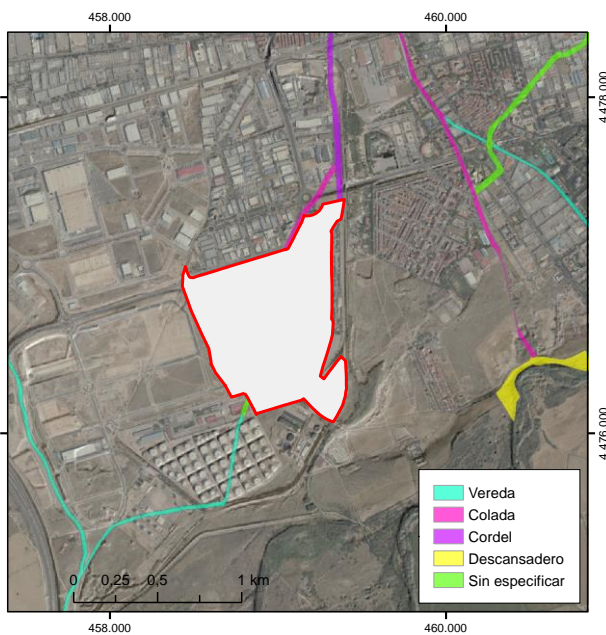 458.000 460.000
4 478.000
4 476.000
Vereda
Colada
Cordel
Descansadero
Sin especificar
0 0,25 0,5 1 km
458.000 460.000